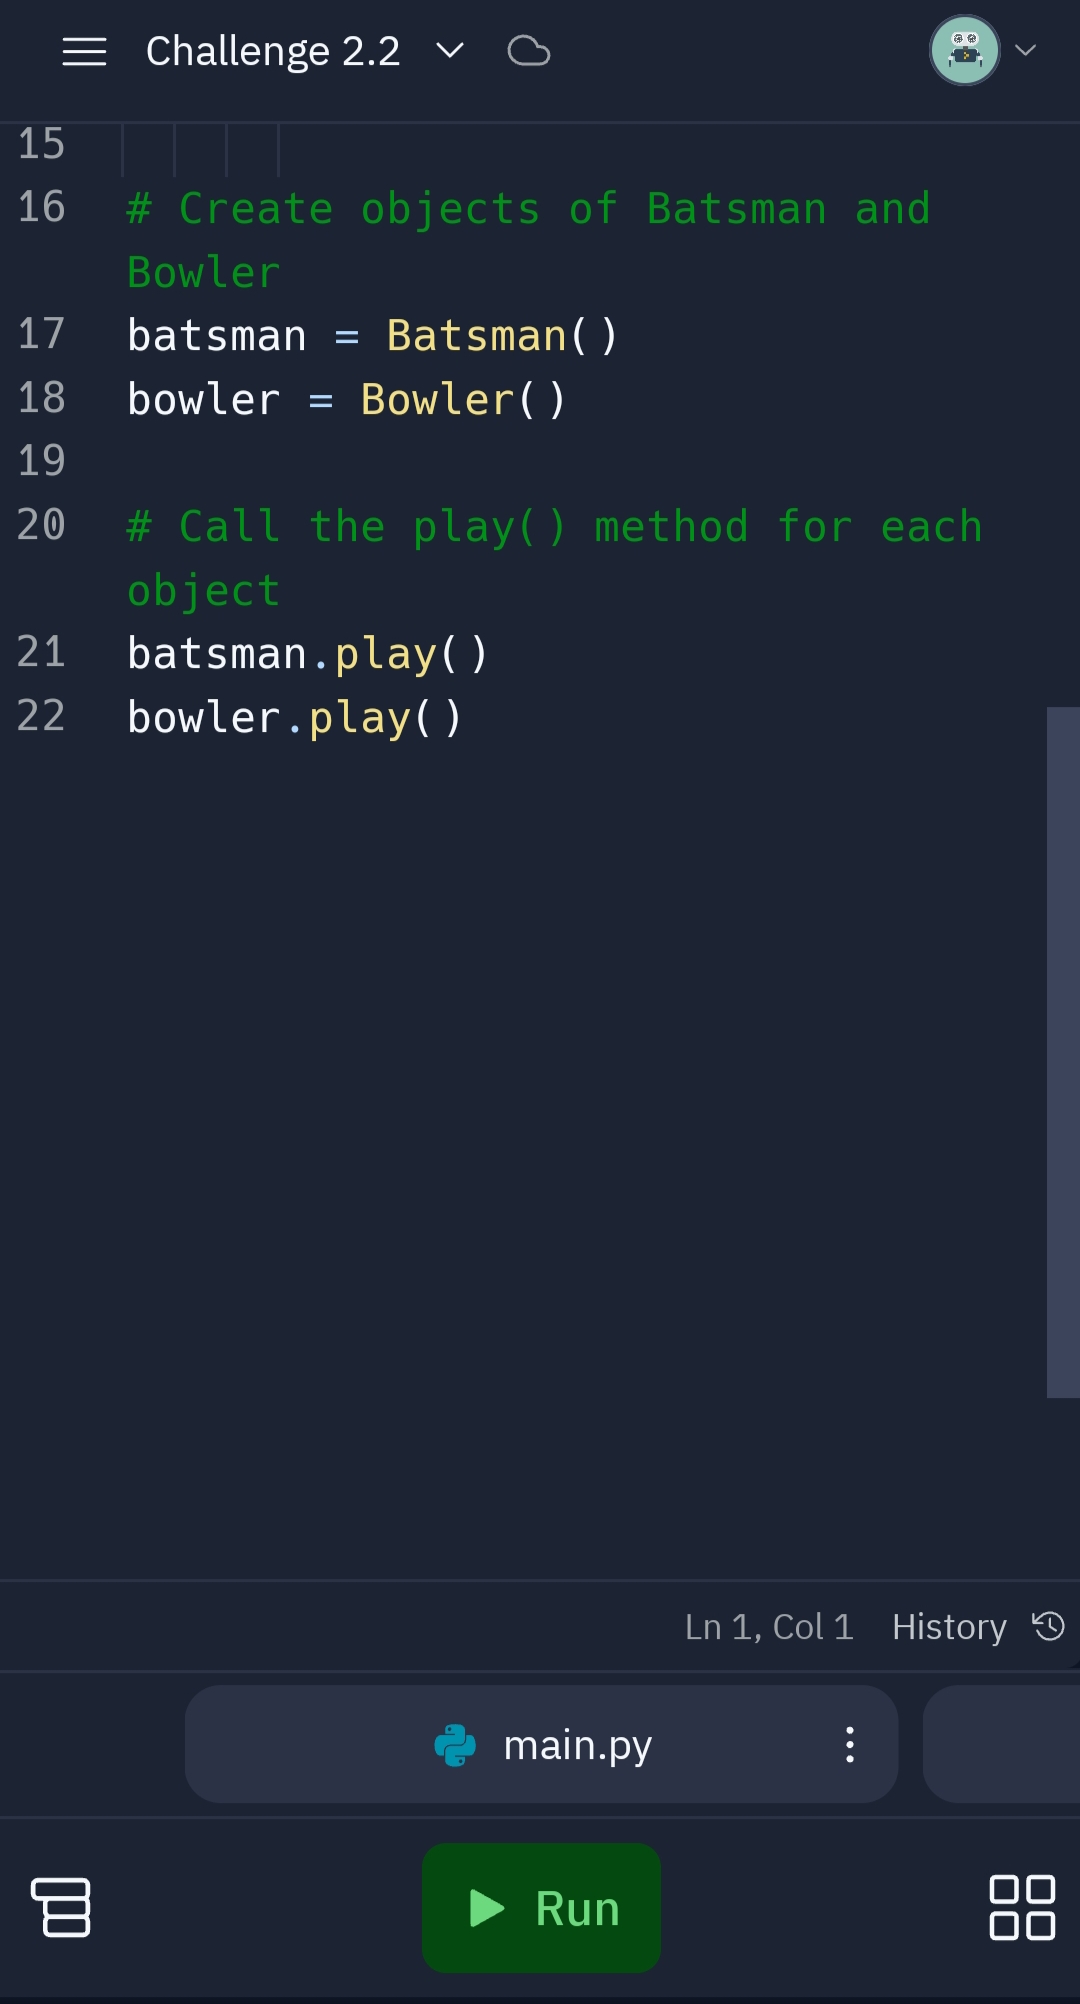 Challenge 2.2
15
16 # Create objects of Batsman and
Bowler
17 batsman = Batsman()
18 bowler = Bowler()
19
20 # Call the play() method for each
object
21 batsman.play()
22 bowler.play()
Ln 1, Col 1 History
main.py
Run